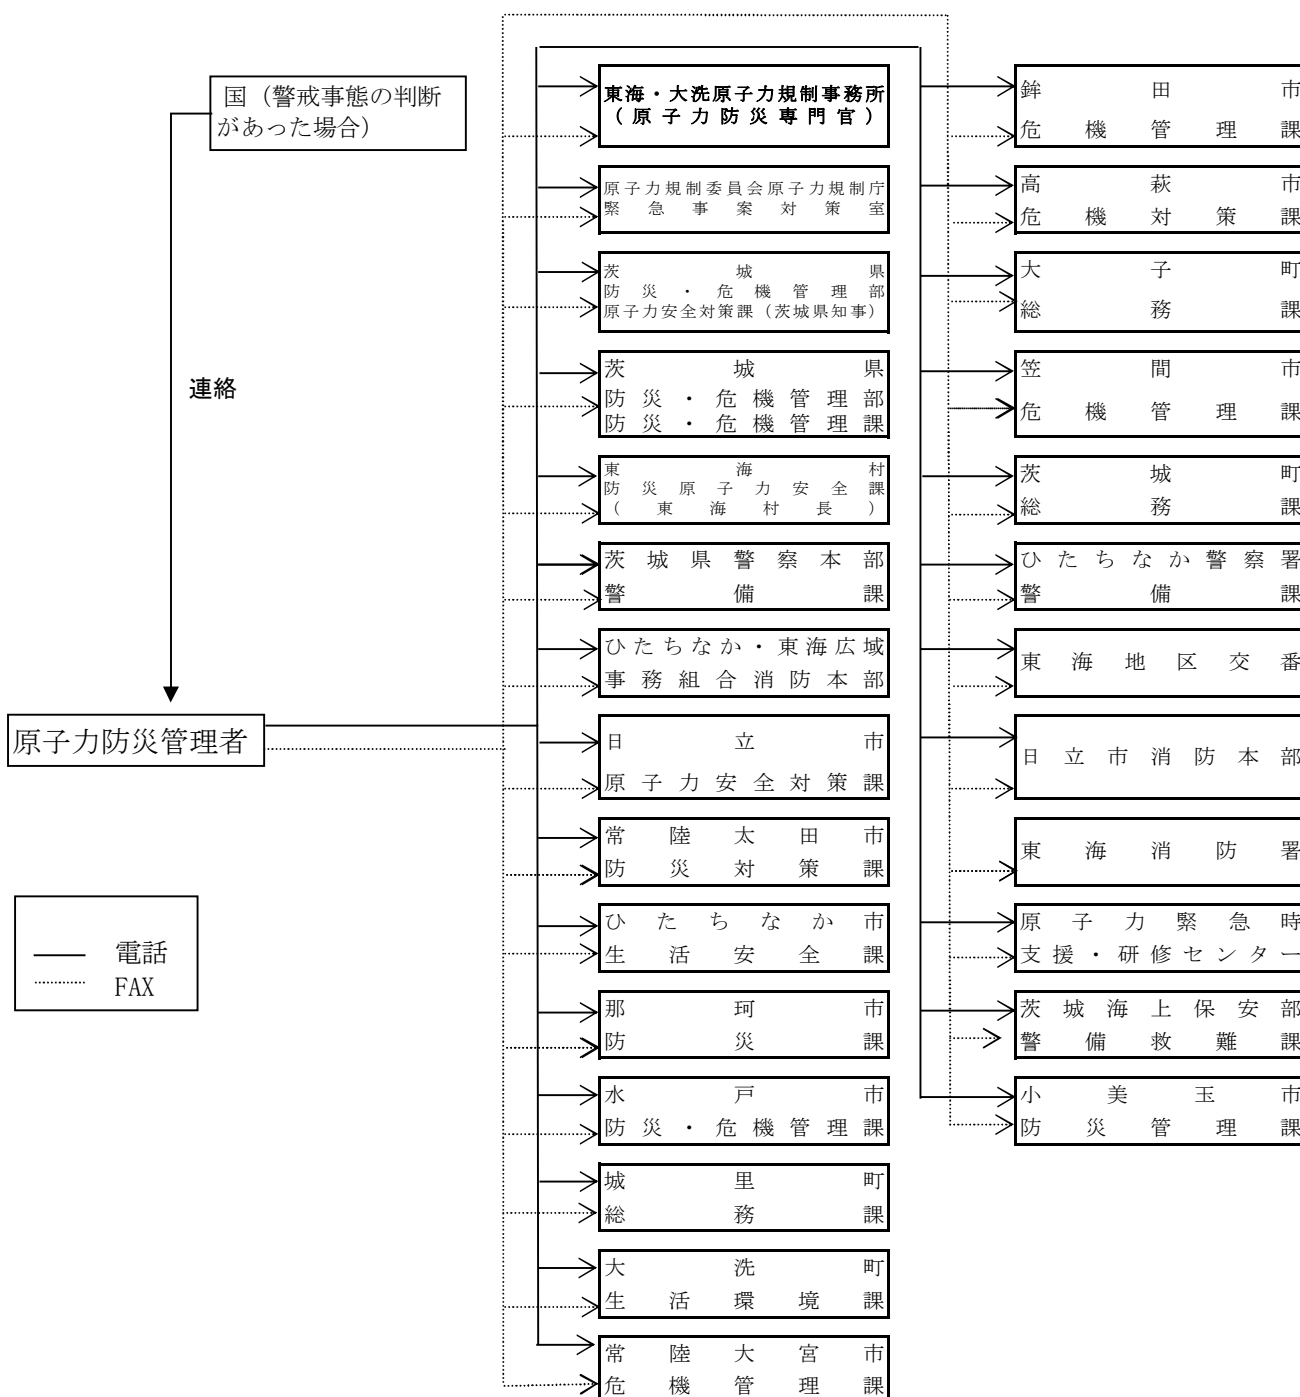 国（警戒事態の判断
があった場合）
連絡
原子力防災管理者
電話
FAX
東海・大洗原子力規制事務所
（原子力防災専門官）
原子力規制委員会原子力規制庁
緊急事案対策室
茨城県
防災・危機管理部
原子力安全対策課（茨城県知事）
茨城県
防災・危機管理部
防災・危機管理課
東海村
防災原子力安全課
（東海村長）
茨城県警察本部
警備課
ひたちなか・東海広域
事務組合消防本部
日立市
原子力安全対策課
常陸太田市
防災対策課
ひたちなか市
生活安全課
那珂市
防災課
水戸市
防災・危機管理課
城里町
総務課
大洗町
生活環境課
常陸大宮市
危機管理課
鉾田市
危機管理課
高萩市
危機対策課
大子町
総務課
笠間市
危機管理課
茨城町
総務課
ひたちなか警察署
警備課
東海地区交番
日立市消防本部
東海消防署
原子力緊急時
支援・研修センター
茨城海上保安部
警備救難課
小美玉市
防災管理課